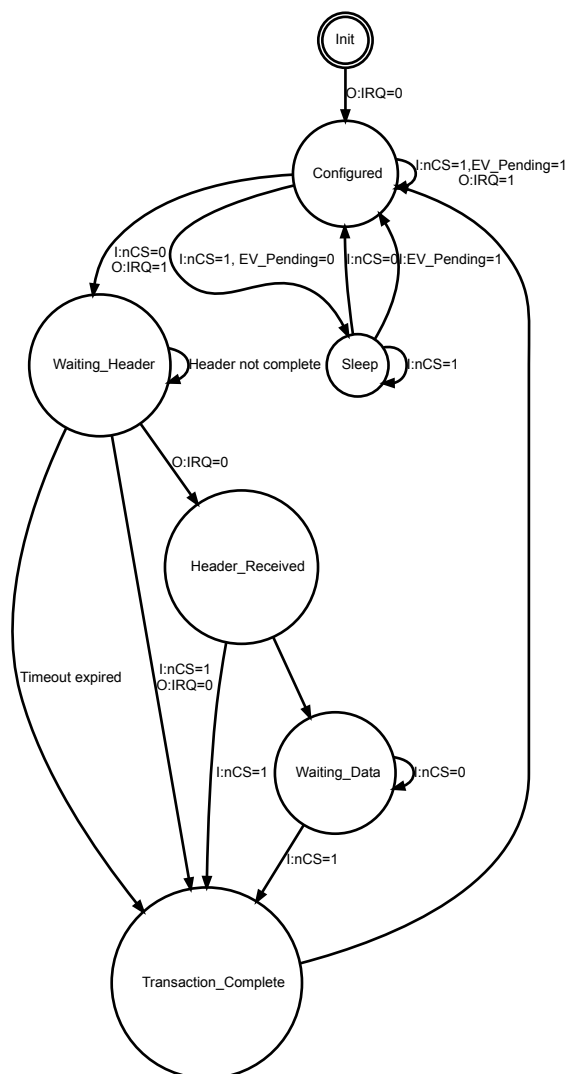 Init
O:IRQ=0
Configured
I:nCS=1,EV_Pending=1
O:IRQ=1
I:nCS=0
O:IRQ=1
I:nCS=1, EV_Pending=0
I:nCS=0
I:EV_Pending=1
Waiting_Header
Header not complete
Sleep
I:nCS=1
O:IRQ=0
Header_Received
Timeout expired
I:nCS=1
O:IRQ=0
I:nCS=1
Waiting_Data
I:nCS=0
I:nCS=1
Transaction_Complete